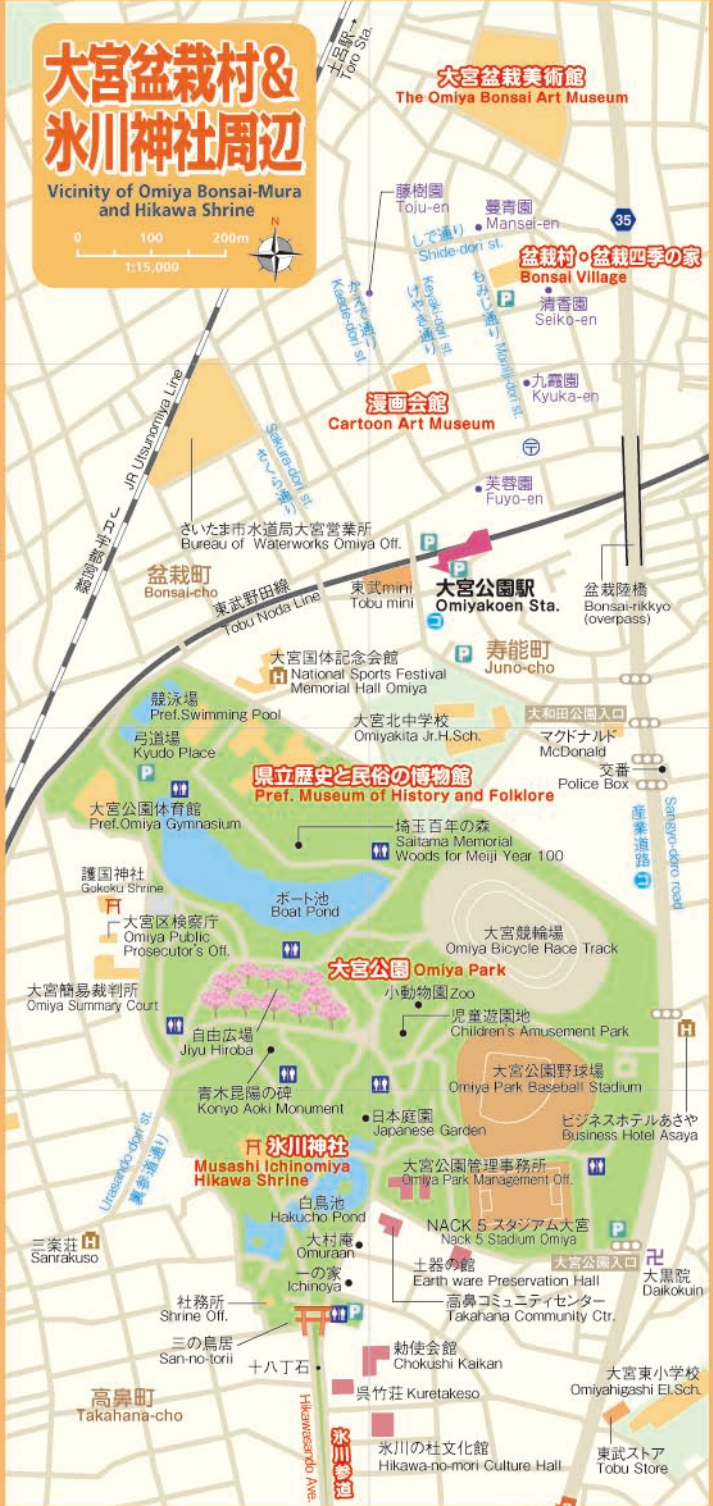 大宮盆栽村&
氷川神社周辺
Vicinity of Omiya Bonsai-Mura
and Hikawa Shrine
N
0 100 200m
1:15,000
土呂駅→
Toro Sta.
大宮盆栽美術館
The Omiya Bonsai Art Museum
藤樹園
Toju-en
蔓青園
Mansei-en
35
しで通り
Shide-dori st.
盆栽村・盆栽四季の家
Bonsai Village
かえで通り
Kaede-dori st.
Keyaki-dori st.
けやき通り
もみじ通り Momiji-dori st.
P
清香園
Seiko-en
九霞園
Kyuka-en
漫画会館
Cartoon Art Museum
JR Utsunomiya Line
JR宇都宮線
Sakura-dori st.
さくら通り
〒
芙蓉園
Fuyo-en
さいたま市水道局大宮営業所
Bureau of Waterworks Omiya Off.
P
P
盆栽町
Bonsai-cho
東武野田線
Tobu Noda Line
東武mini
Tobu mini
大宮公園駅
Omiyakoen Sta.
盆栽陸橋
Bonsai-rikkyo
(overpass)
P
寿能町
Juno-cho
大宮国体記念会館
H National Sports Festival
Memorial Hall Omiya
競泳場
Pref.Swimming Pool
大宮北中学校
Omiyakita Jr.H.Sch.
大和田公園入口
マクドナルド
McDonald
弓道場
Kyudo Place
P
県立歴史と民俗の博物館
Pref. Museum of History and Folklore
交番
Police Box
大宮公園体育館
Pref.Omiya Gymnasium
埼玉百年の森
Saitama Memorial
Woods for Meiji Year 100
産業道路
Sangyo-doro road
護国神社
Gokoku Shrine
ボート池
Boat Pond
大宮区検察庁
Omiya Public
Prosecutor's Off.
大宮競輪場
Omiya Bicycle Race Track
大宮公園 Omiya Park
大宮簡易裁判所
Omiya Summary Court
小動物園 Zoo
自由広場
Jiyu Hiroba
児童遊園地
Children's Amusement Park
H
青木昆陽の碑
Konyo Aoki Monument
大宮公園野球場
Omiya Park Baseball Stadium
日本庭園
Japanese Garden
ビジネスホテルあさや
Business Hotel Asaya
Urasando-dori st.
裏参道通り
氷川神社
Musashi Ichinomiya
Hikawa Shrine
大宮公園管理事務所
Omiya Park Management Off.
白鳥池
Hakucho Pond
三楽荘
Sanrakuso
H
NACK 5 スタジアム大宮
Nack 5 Stadium Omiya
P
大村庵
Omuraan
大宮公園入口
卍
大黒院
Daikokuin
土器の館
Earth ware Preservation Hall
一の家
Ichinoya
社務所
Shrine Off.
P
高鼻コミュニティセンター
Takahana Community Ctr.
三の鳥居
San-no-torii
十八丁石
勅使会館
Chokushi Kaikan
大宮東小学校
Omiyahigashi El.Sch.
高鼻町
Takahana-cho
呉竹荘 Kuretakeso
Hikawasando Ave.
氷川参道
氷川の杜文化館
Hikawa-no-mori Culture Hall
東武ストア
Tobu Store